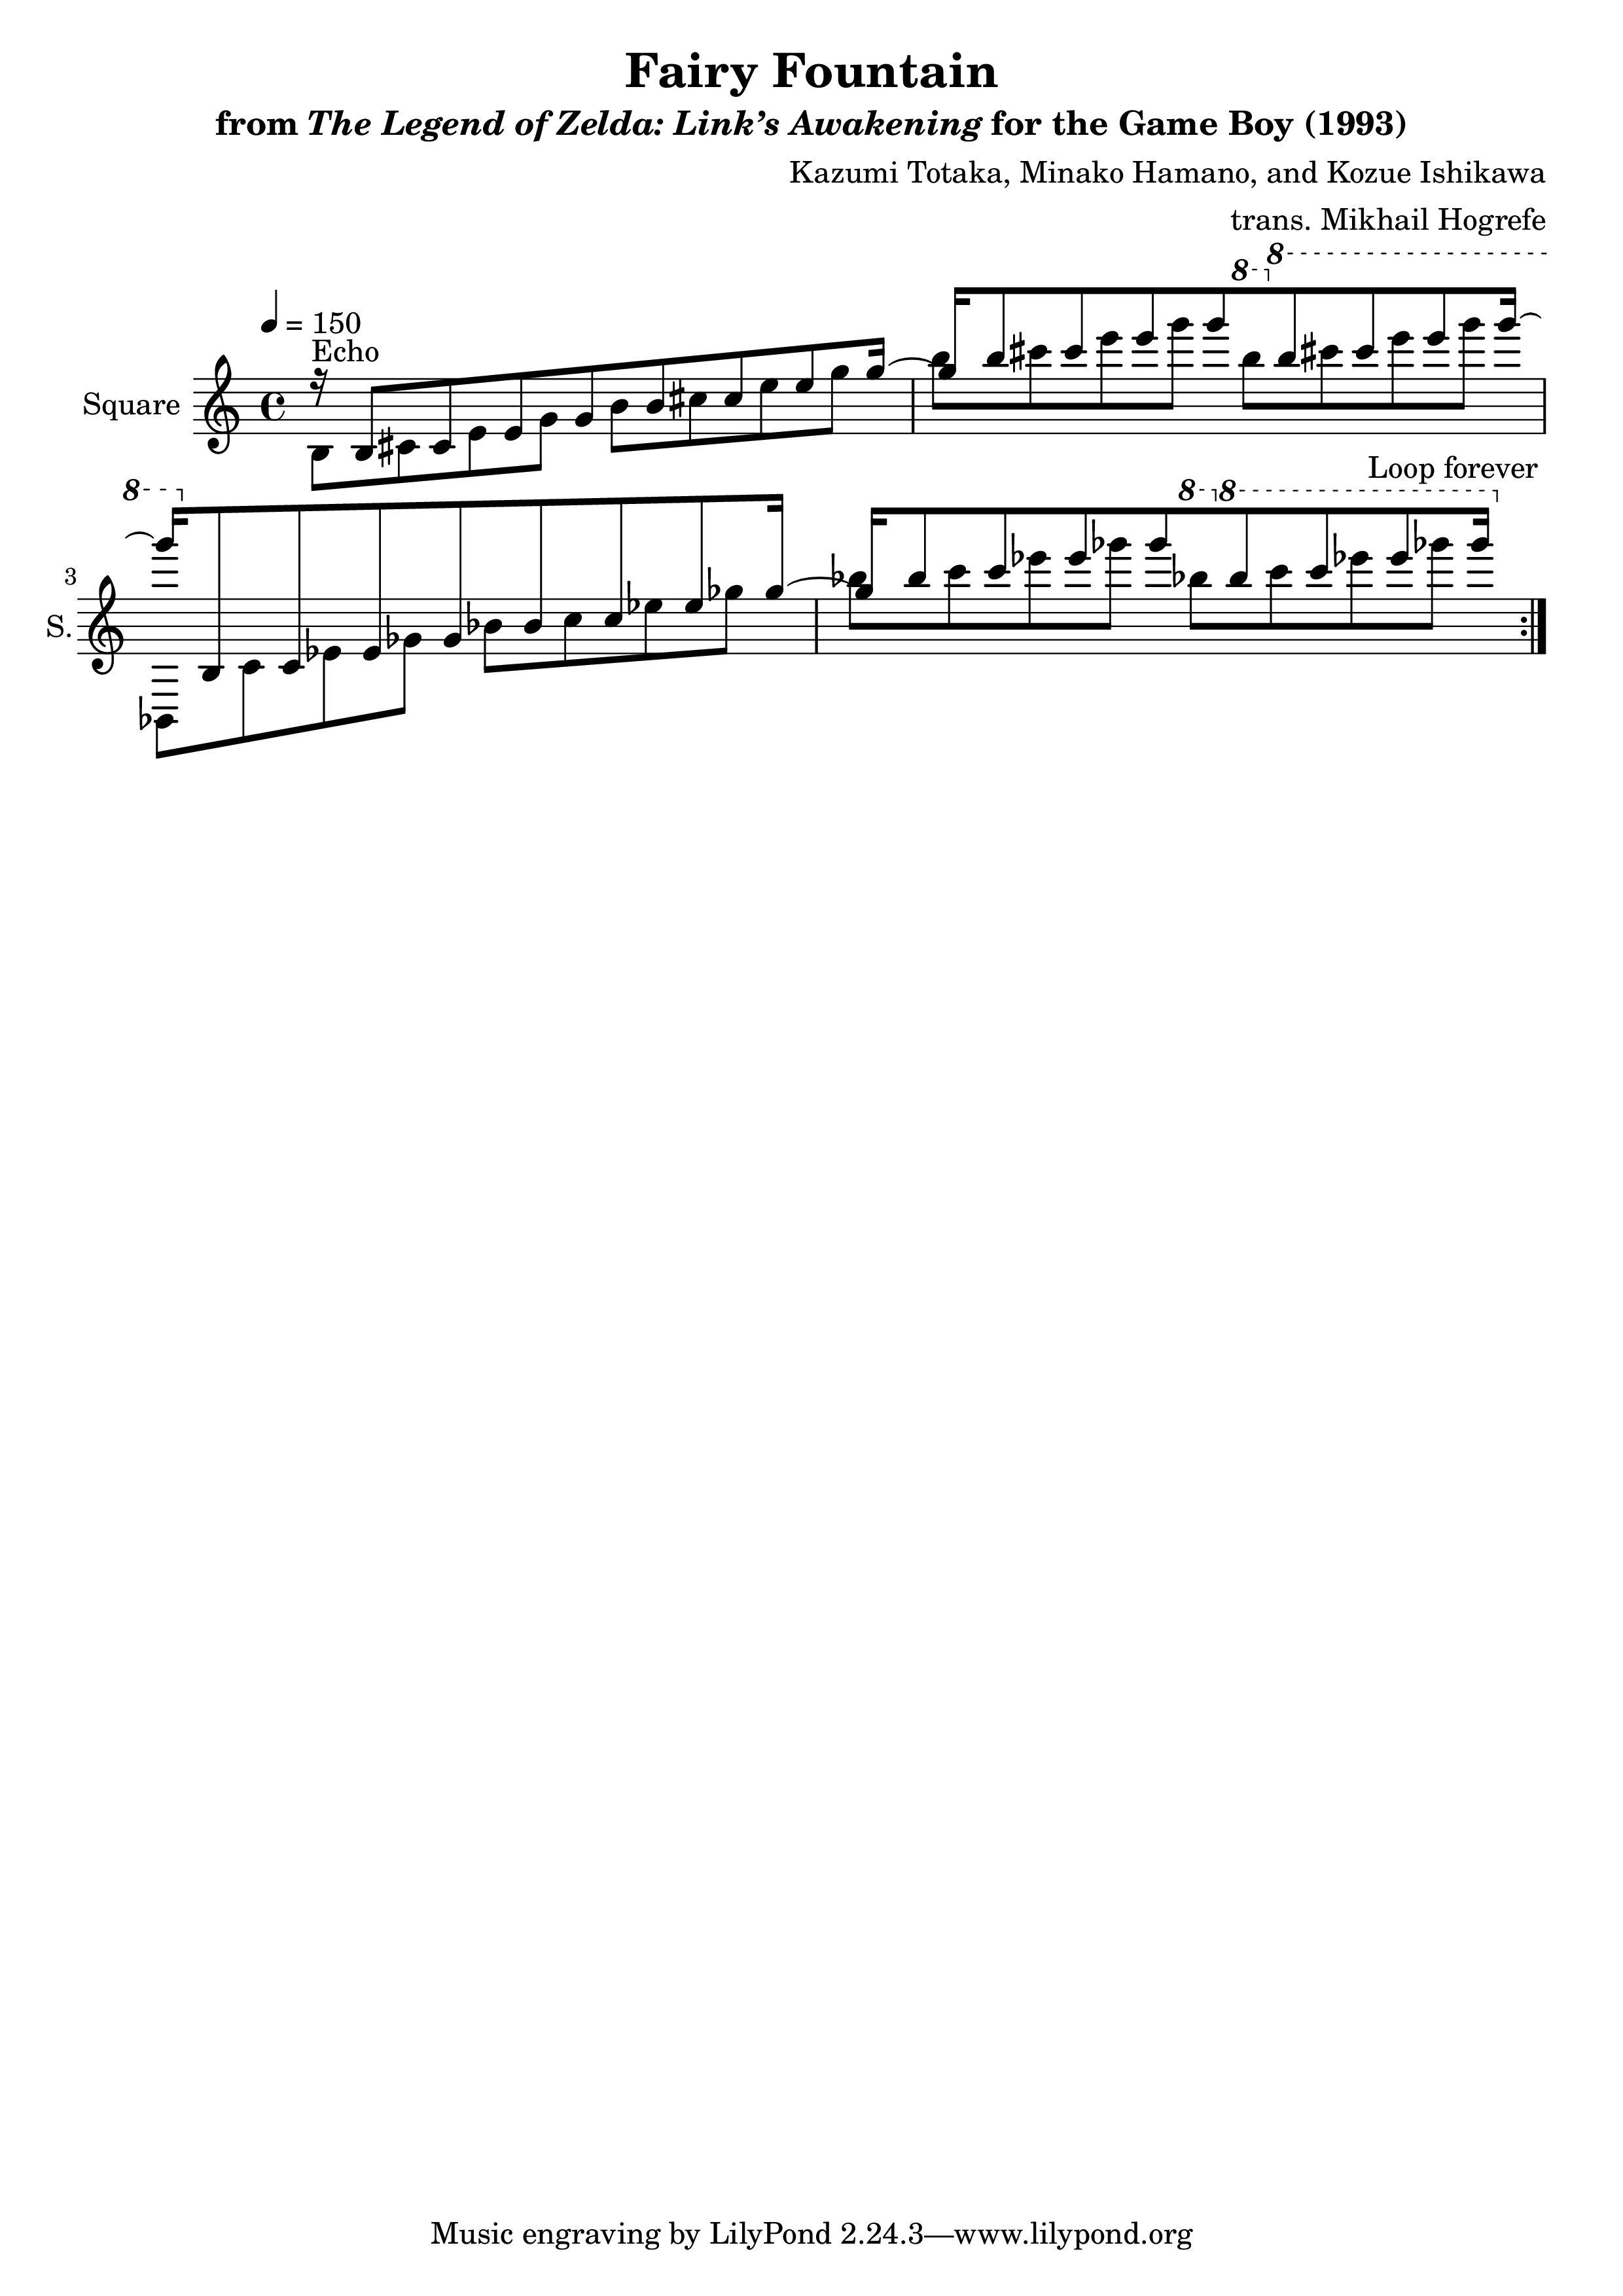 Fairy Fountain
from The Legend of Zelda: Link’s Awakening for the Game Boy (1993)
Kazumi Totaka, Minako Hamano, and Kozue Ishikawa
trans. Mikhail Hogrefe
8
8
= 150
Echo
Square
Loop forever
8
8
8
3
S.
Music engraving by LilyPond 2.24.3—www.lilypond.org